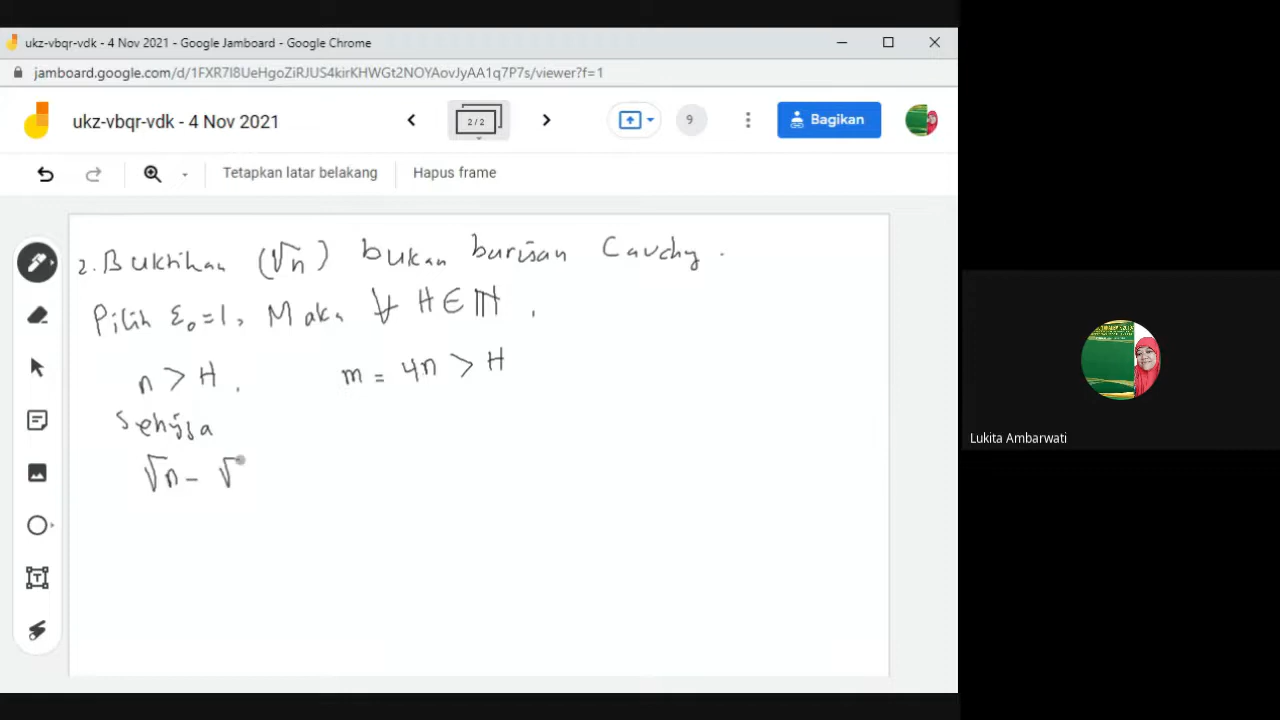 ukz-vbqr-vdk - 4 Nov 2021 - Google Jamboard - Google Chrome
jamboard.google.com/d/1FXR7I8UeHgoZiRJUS4kirKHWGt2NOYAovJyAA1q7P7s/viewer?f=1
ukz-vbqr-vdk - 4 Nov 2021
2/2
9
Bagikan
Tetapkan latar belakang
Hapus frame
2. Buktikan (√n) bukan barisan Cauchy.
Pilih ε₀=1, Maka ∀ H ∈ ℕ,
n > H, m = 4n > H
Sehingga
√n - √
Lukita Ambarwati